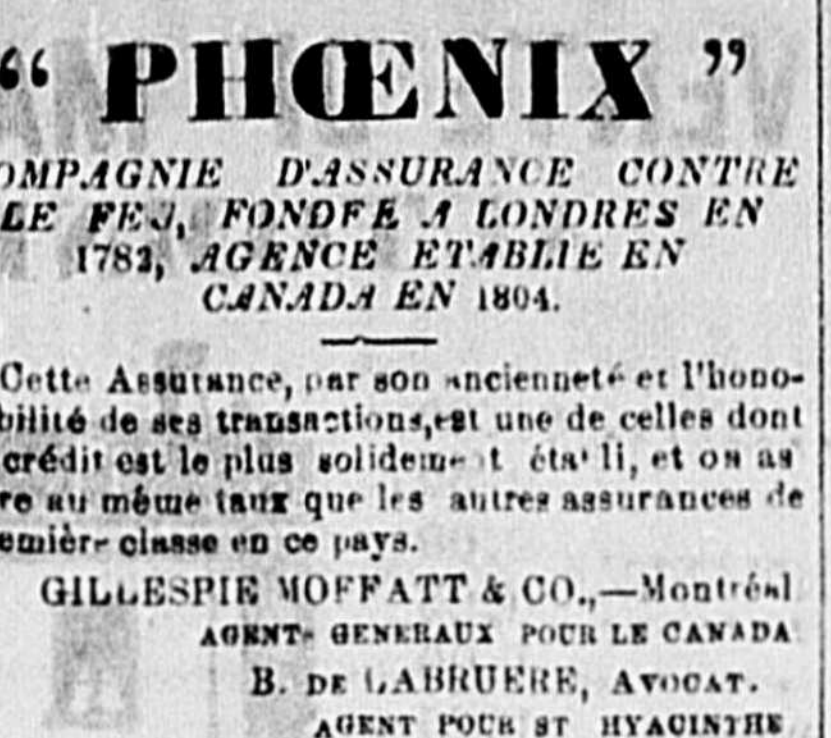 “ PHŒNIX ”
OMPAGNIE D'ASSURANCE CONTRE
LE FEU, FONDEE A LONDRES EN
1782, AGENCE ETABLIE EN
CANADA EN 1804.
Cette Assurance, par son ancienneté et l'hono-
bilité de ses transactions, est une de celles dont
crédit est le plus solidement établi, et on as
re au même taux que les autres assurances de
emière classe en ce pays.
GILLESPIE MOFFATT & CO.,—Montréal
AGENTS GENERAUX POUR LE CANADA
B. DE LABRUERE, AVOCAT.
AGENT POUR ST HYACINTHE